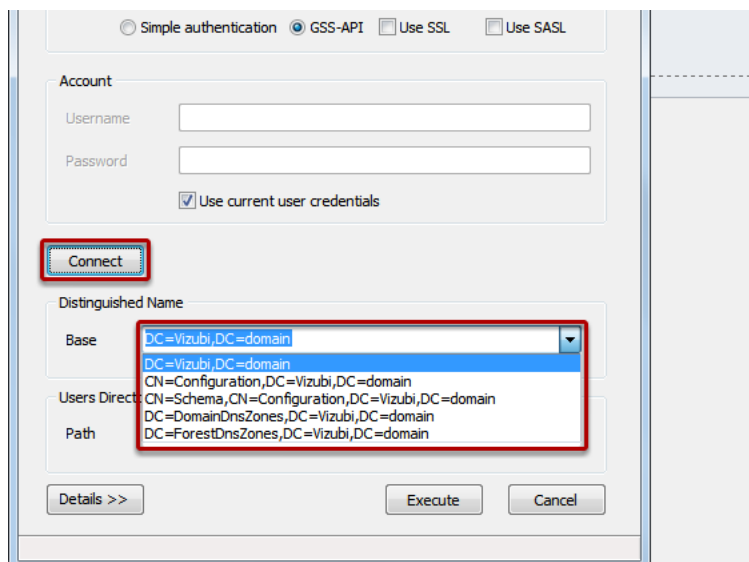 Simple authentication GSS-API Use SSL Use SASL
Account
Username
Password
Use current user credentials
Connect
Distinguished Name
Base DC=Vizubi,DC=domain
DC=Vizubi,DC=domain
CN=Configuration,DC=Vizubi,DC=domain
Users Direct CN=Schema,CN=Configuration,DC=Vizubi,DC=domain
DC=DomainDnsZones,DC=Vizubi,DC=domain
Path DC=ForestDnsZones,DC=Vizubi,DC=domain
Details >> Execute Cancel